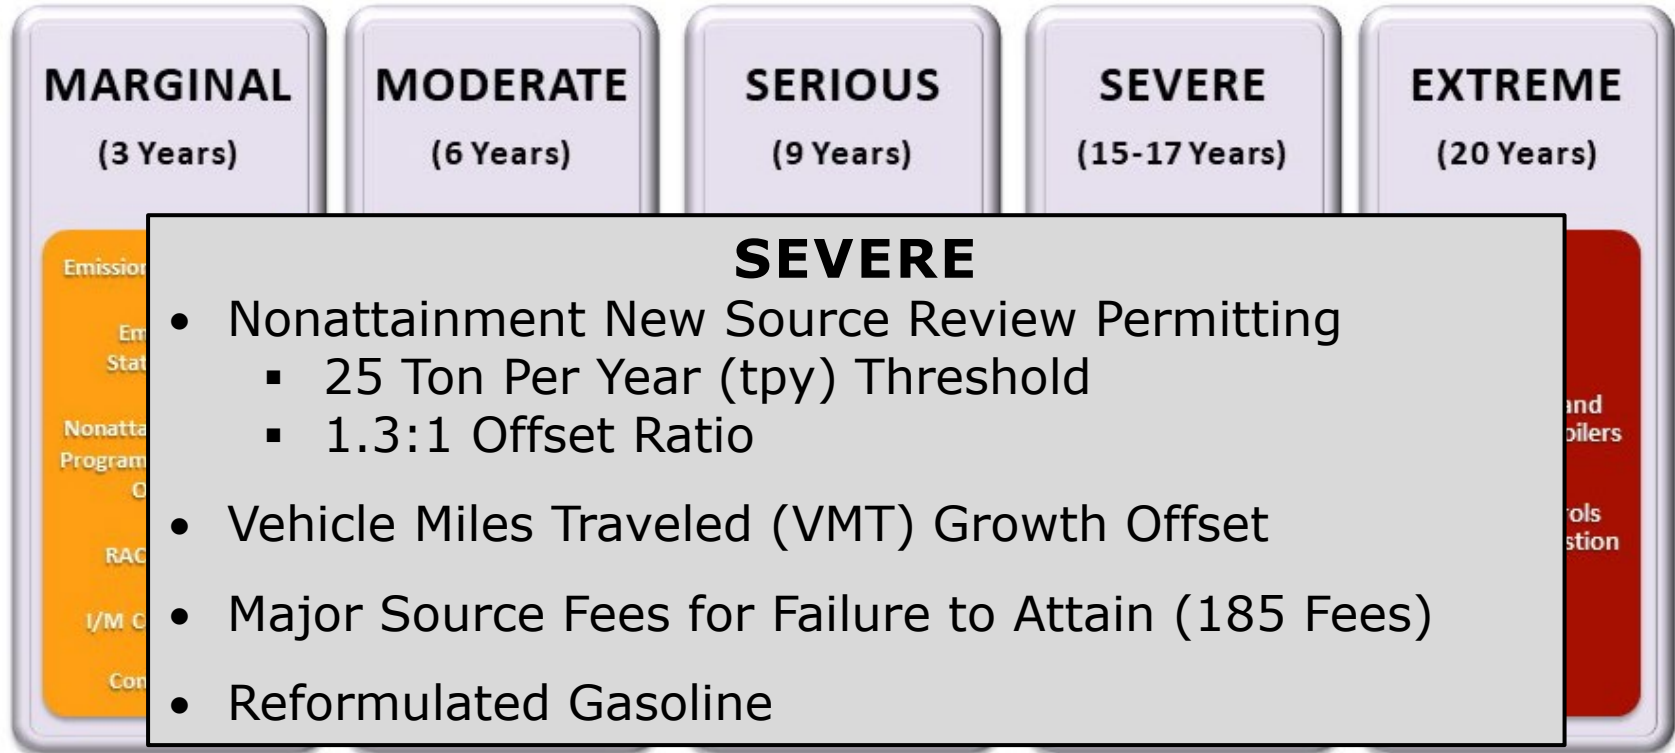 MARGINAL
(3 Years)
MODERATE
(6 Years)
SERIOUS
(9 Years)
SEVERE
(15-17 Years)
EXTREME
(20 Years)
SEVERE
• Nonattainment New Source Review Permitting
▪ 25 Ton Per Year (tpy) Threshold
▪ 1.3:1 Offset Ratio
• Vehicle Miles Traveled (VMT) Growth Offset
• Major Source Fees for Failure to Attain (185 Fees)
• Reformulated Gasoline